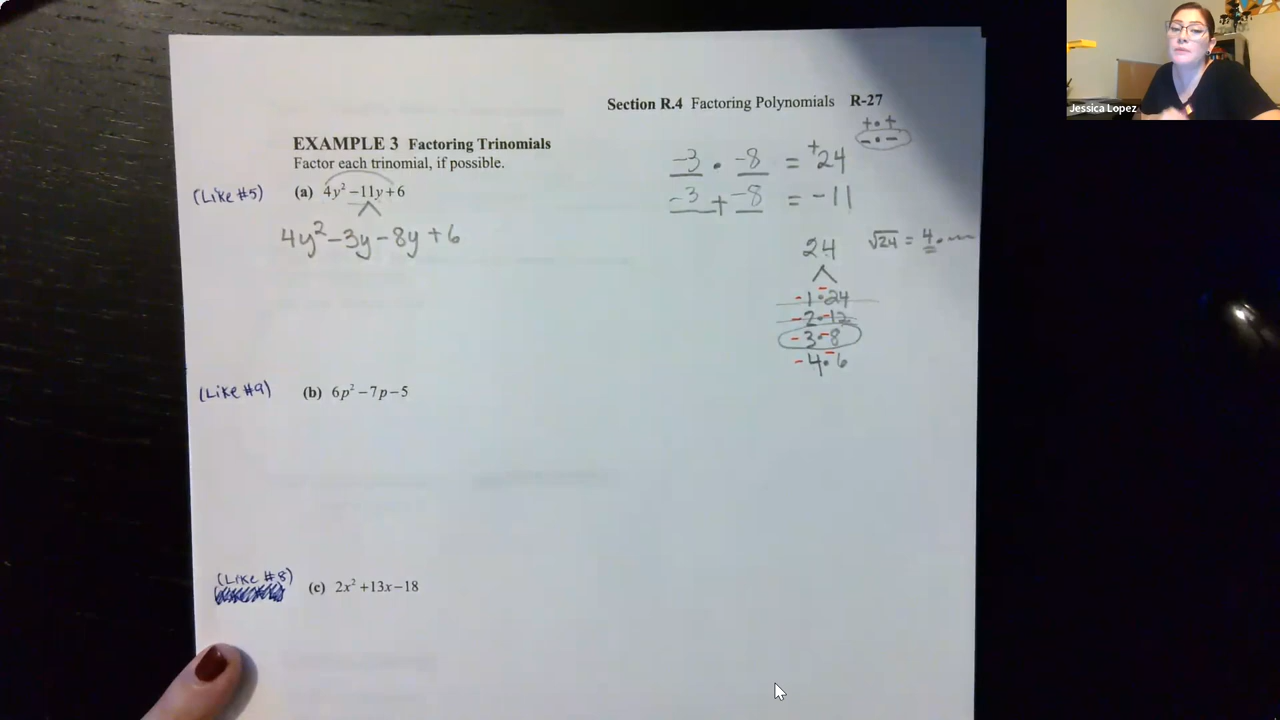 Jessica Lopez
Section R.4 Factoring Polynomials R-27
+·+
-·-
EXAMPLE 3 Factoring Trinomials
Factor each trinomial, if possible.
(Like #5) (a) 4y² −11y+6
4y² − 3y − 8y + 6
-3 · -8 = +24
-3 + -8 = -11
24 √24 = 4.
-1·-24
-2·-12
-3·-8
-4·-6
(Like #9) (b) 6p² −7p−5
(Like #8)
(c) 2x² +13x−18